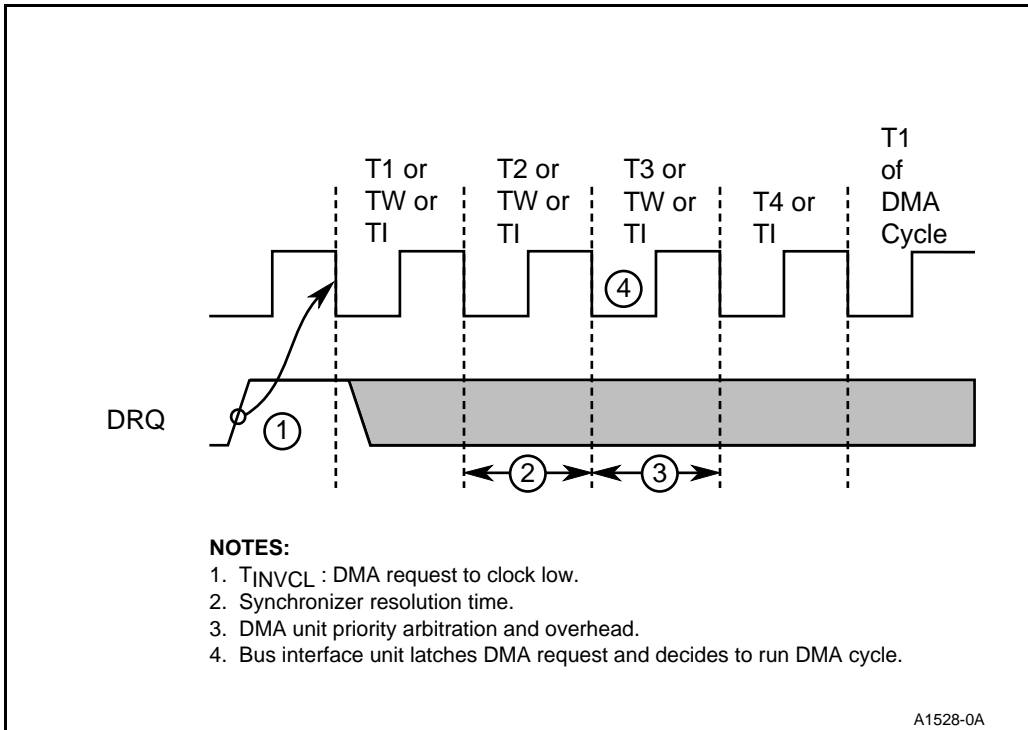 T1
of
DMA
Cycle
T1 or
TW or
TI
T2 or
TW or
TI
T3 or
TW or
TI
T4 or
TI
4
DRQ
1
2
3
NOTES:
1. TINVCL : DMA request to clock low.
2. Synchronizer resolution time.
3. DMA unit priority arbitration and overhead.
4. Bus interface unit latches DMA request and decides to run DMA cycle.
A1528-0A